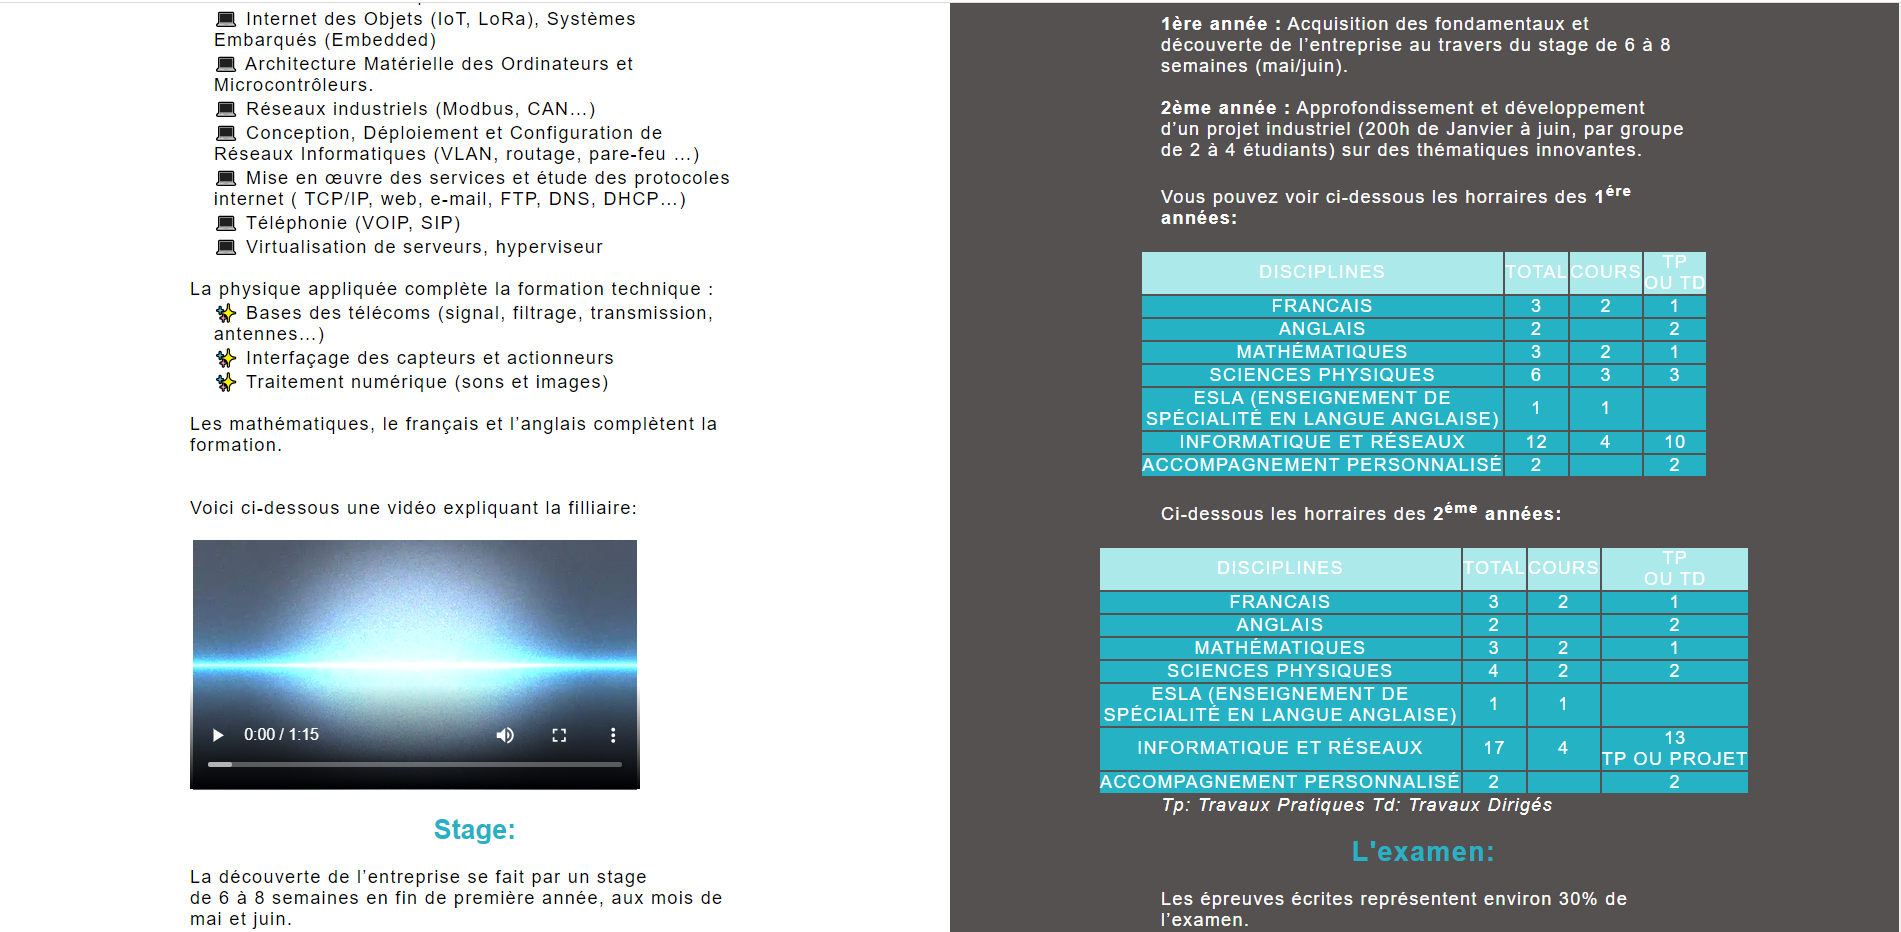 Internet des Objets (IoT, LoRa), Systèmes
Embarqués (Embedded)
Architecture Matérielle des Ordinateurs et
Microcontrôleurs.
Réseaux industriels (Modbus, CAN...)
Conception, Déploiement et Configuration de
Réseaux Informatiques (VLAN, routage, pare-feu ...)
Mise en œuvre des services et étude des protocoles
internet ( TCP/IP, web, e-mail, FTP, DNS, DHCP...)
Téléphonie (VOIP, SIP)
Virtualisation de serveurs, hyperviseur
La physique appliquée complète la formation technique :
Bases des télécoms (signal, filtrage, transmission,
antennes...)
Interfaçage des capteurs et actionneurs
Traitement numérique (sons et images)
Les mathématiques, le français et l'anglais complètent la
formation.
Voici ci-dessous une vidéo expliquant la filliaire:
0:00 / 1:15
Stage:
La découverte de l'entreprise se fait par un stage
de 6 à 8 semaines en fin de première année, aux mois de
mai et juin.
1ère année : Acquisition des fondamentaux et
découverte de l'entreprise au travers du stage de 6 à 8
semaines (mai/juin).
2ème année : Approfondissement et développement
d'un projet industriel (200h de Janvier à juin, par groupe
de 2 à 4 étudiants) sur des thématiques innovantes.
Vous pouvez voir ci-dessous les horraires des 1ére
années:
DISCIPLINES TOTAL COURS TP
OU TD
FRANCAIS 3 2 1
ANGLAIS 2 2
MATHÉMATIQUES 3 2 1
SCIENCES PHYSIQUES 6 3 3
ESLA (ENSEIGNEMENT DE
SPÉCIALITÉ EN LANGUE ANGLAISE) 1 1
INFORMATIQUE ET RÉSEAUX 12 4 10
ACCOMPAGNEMENT PERSONNALISÉ 2 2
Ci-dessous les horraires des 2éme années:
DISCIPLINES TOTAL COURS TP
OU TD
FRANCAIS 3 2 1
ANGLAIS 2 2
MATHÉMATIQUES 3 2 1
SCIENCES PHYSIQUES 4 2 2
ESLA (ENSEIGNEMENT DE
SPÉCIALITÉ EN LANGUE ANGLAISE) 1 1
INFORMATIQUE ET RÉSEAUX 17 4 13
TP OU PROJET
ACCOMPAGNEMENT PERSONNALISÉ 2 2
Tp: Travaux Pratiques Td: Travaux Dirigés
L'examen:
Les épreuves écrites représentent environ 30% de
l'examen.